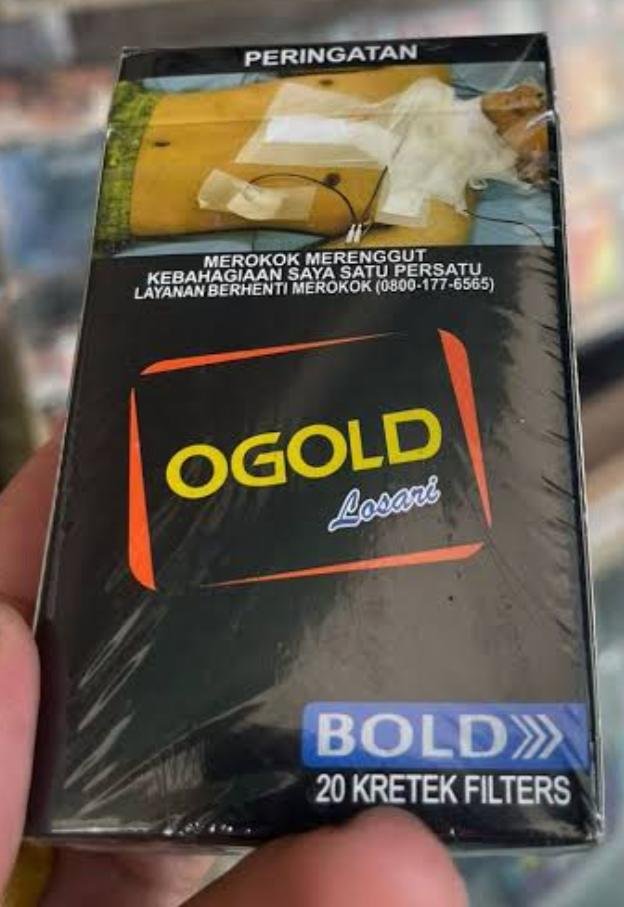 PERINGATAN
MEROKOK MERENGGUT
KEBAHAGIAAN SAYA SATU PERSATU
LAYANAN BERHENTI MEROKOK (0800-177-6565)
OGOLD
Losari
BOLD
20 KRETEK FILTERS